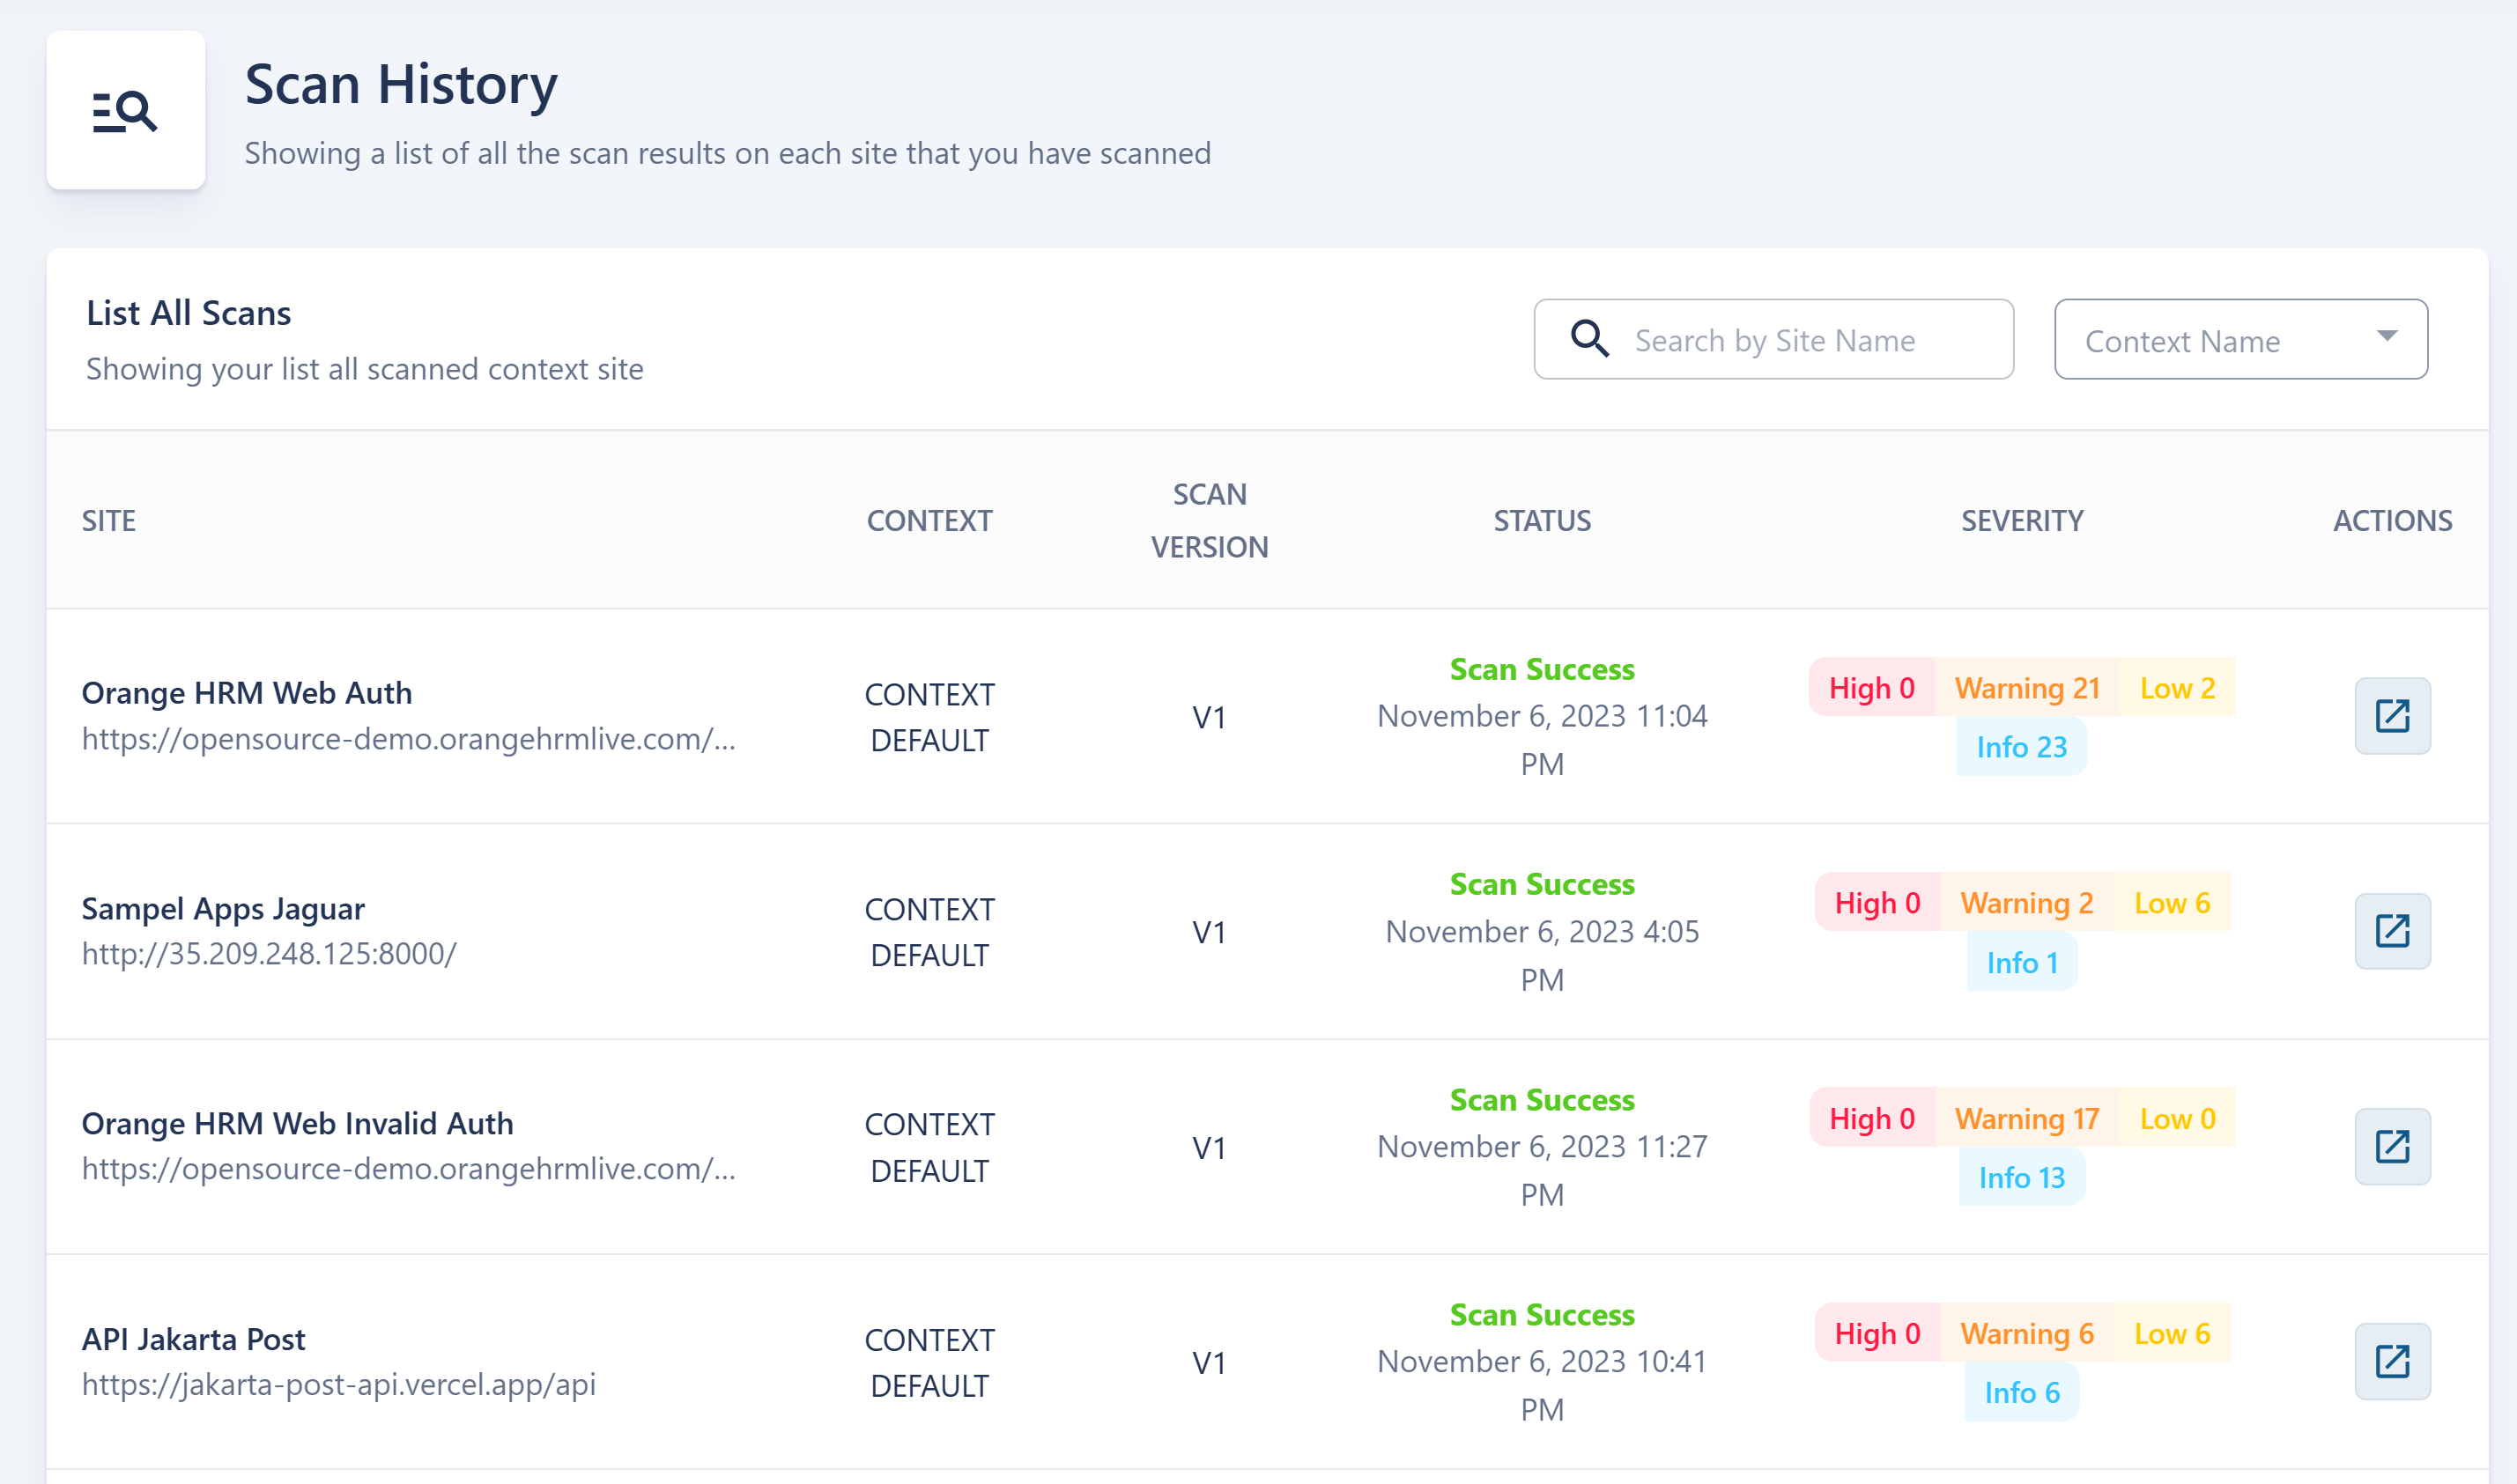 Scan History
Showing a list of all the scan results on each site that you have scanned
List All Scans
Showing your list all scanned context site
Search by Site Name
Context Name
SITE
CONTEXT
SCAN
VERSION
STATUS
SEVERITY
ACTIONS
Orange HRM Web Auth
https://opensource-demo.orangehrmlive.com/...
CONTEXT
DEFAULT
V1
Scan Success
November 6, 2023 11:04
PM
High 0 Warning 21 Low 2
Info 23
Sampel Apps Jaguar
http://35.209.248.125:8000/
CONTEXT
DEFAULT
V1
Scan Success
November 6, 2023 4:05
PM
High 0 Warning 2 Low 6
Info 1
Orange HRM Web Invalid Auth
https://opensource-demo.orangehrmlive.com/...
CONTEXT
DEFAULT
V1
Scan Success
November 6, 2023 11:27
PM
High 0 Warning 17 Low 0
Info 13
API Jakarta Post
https://jakarta-post-api.vercel.app/api
CONTEXT
DEFAULT
V1
Scan Success
November 6, 2023 10:41
PM
High 0 Warning 6 Low 6
Info 6